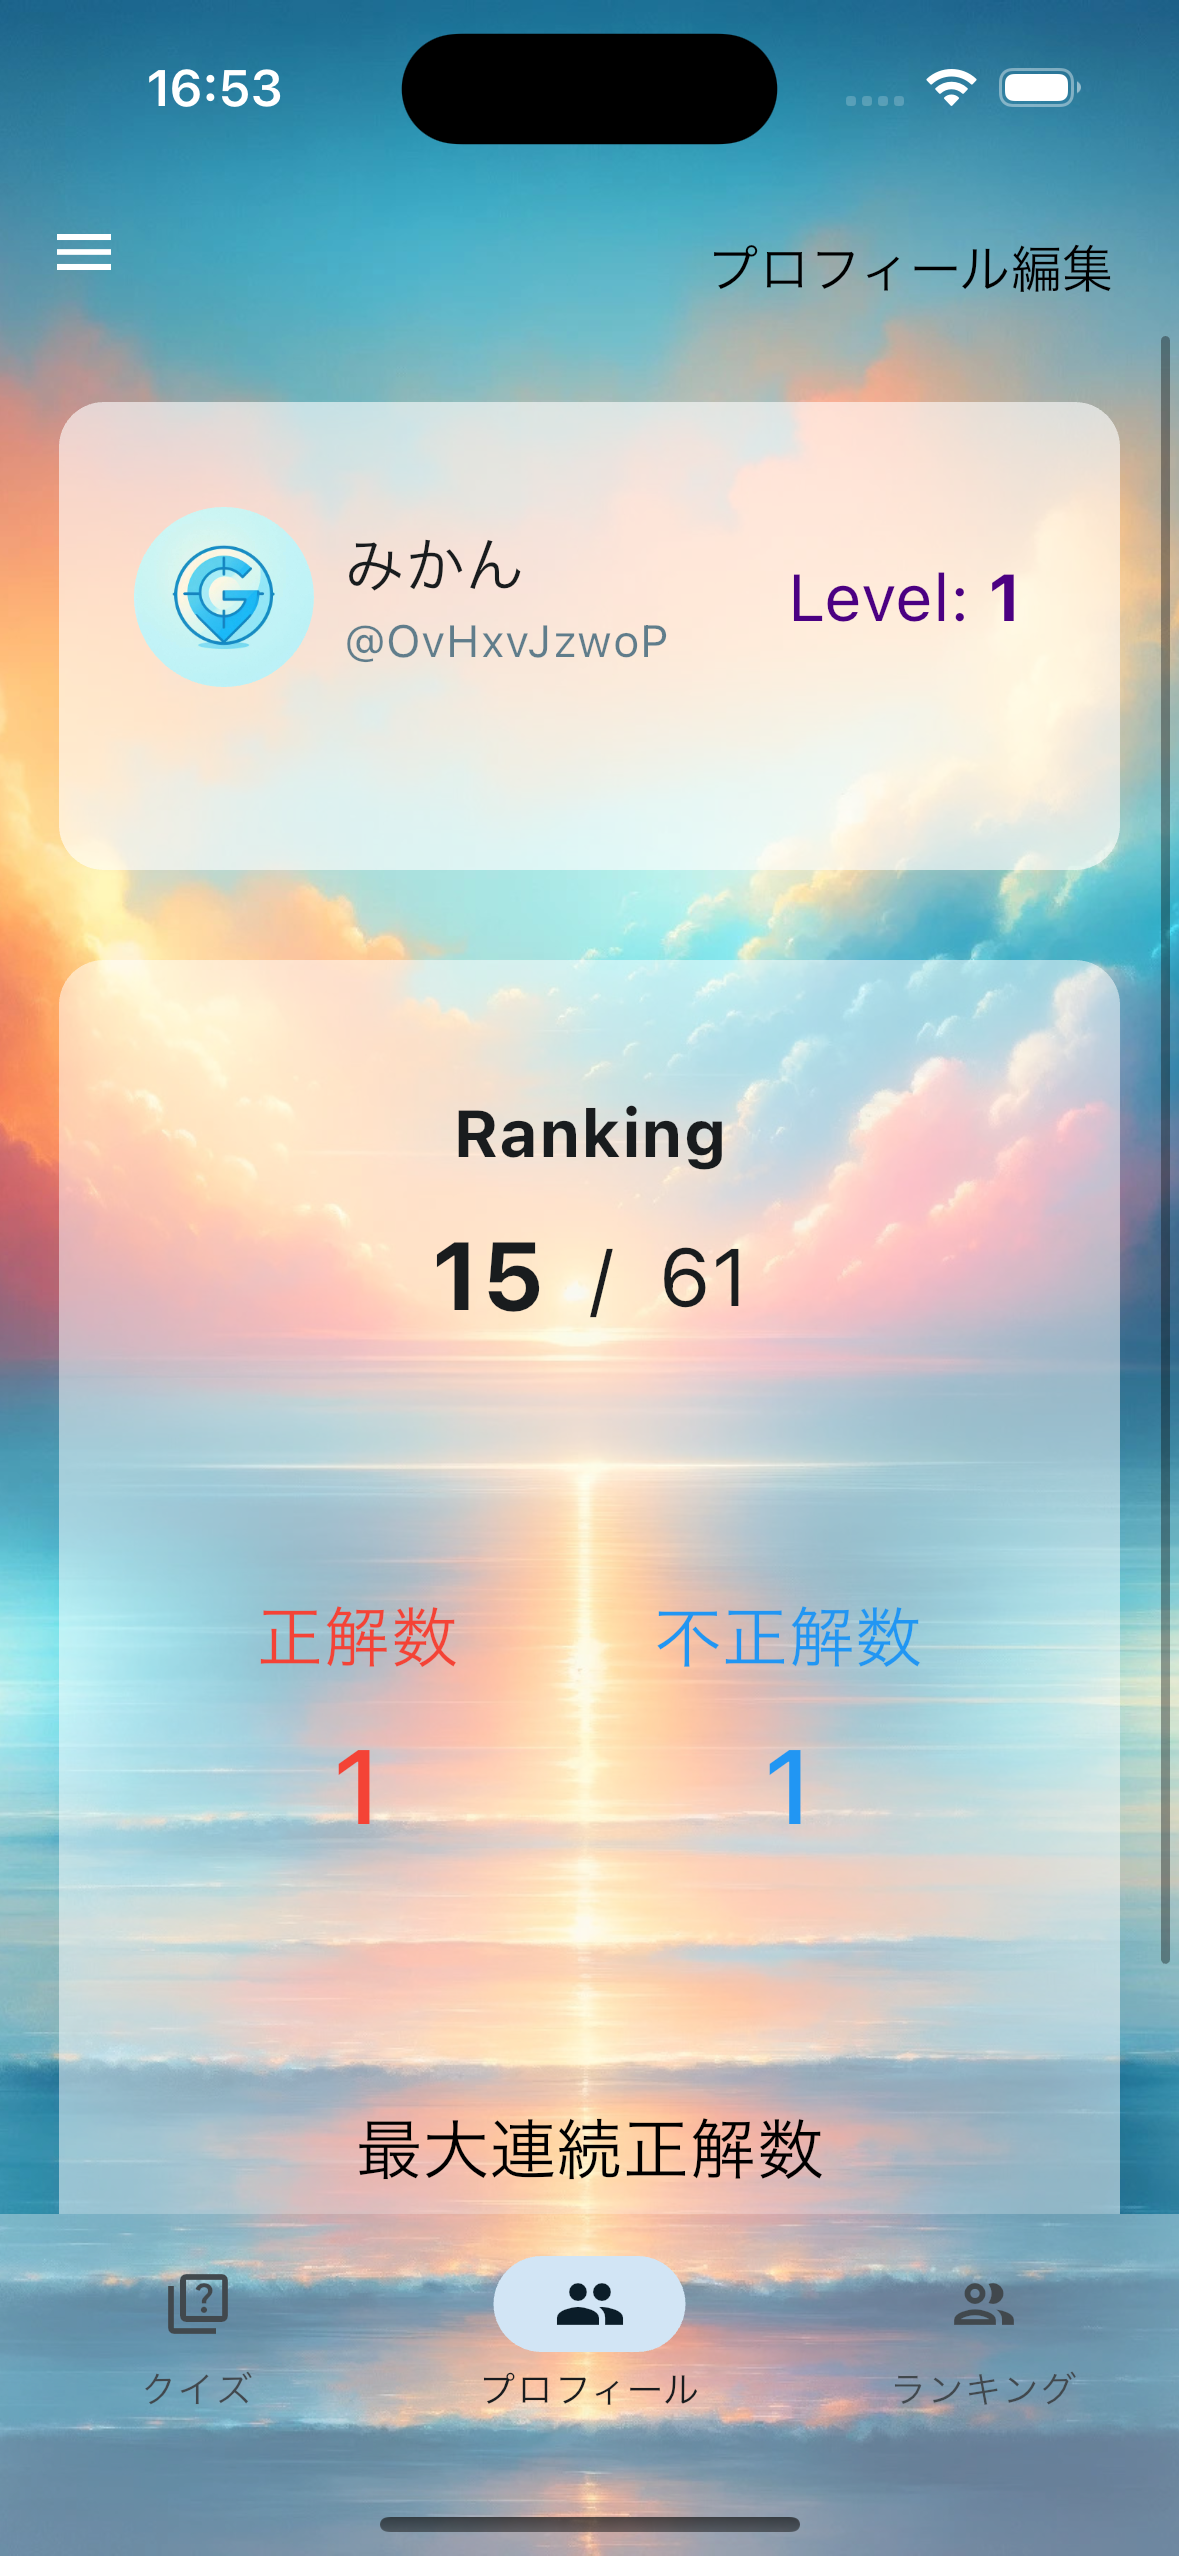 16:53
プロフィール編集
G
みかん
@OvHxvJzwoP
Level: 1
Ranking
15 / 61
正解数 不正解数
1 1
最大連続正解数
?
クイズ プロフィール ランキング